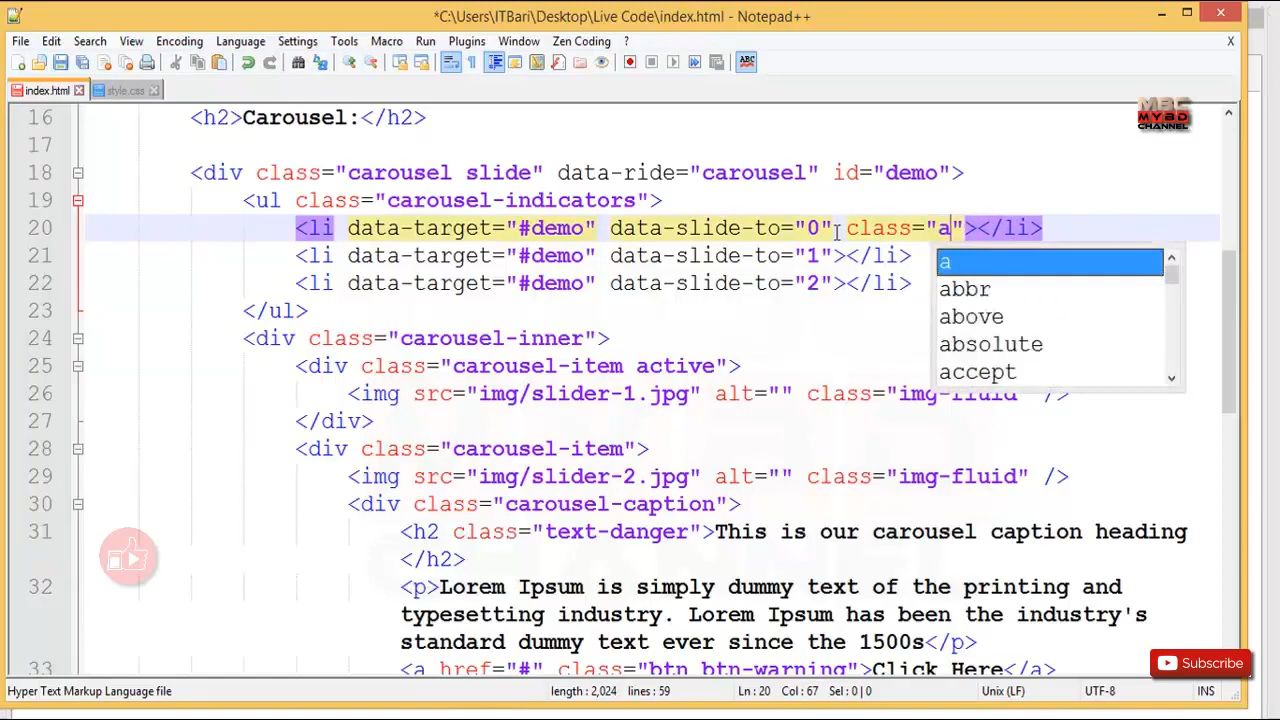 *C:\Users\ITBari\Desktop\Live Code\index.html - Notepad++
File Edit Search View Encoding Language Settings Tools Macro Run Plugins Window Zen Coding ? X
index.html style.css
MBC
MYBD
CHANNEL
16 <h2>Carousel:</h2>
17
18 <div class="carousel slide" data-ride="carousel" id="demo">
19 <ul class="carousel-indicators">
20 <li data-target="#demo" data-slide-to="0" class="a"></li>
21 <li data-target="#demo" data-slide-to="1"></li>
22 <li data-target="#demo" data-slide-to="2"></li>
23 </ul>
24 <div class="carousel-inner">
25 <div class="carousel-item active">
26 <img src="img/slider-1.jpg" alt="" class="img-fluid" />
27 </div>
28 <div class="carousel-item">
29 <img src="img/slider-2.jpg" alt="" class="img-fluid" />
30 <div class="carousel-caption">
31 <h2 class="text-danger">This is our carousel caption heading
</h2>
32 <p>Lorem Ipsum is simply dummy text of the printing and
typesetting industry. Lorem Ipsum has been the industry's
standard dummy text ever since the 1500s</p>
33 <a href="#" class="btn btn-warning">Click Here</a>
a
abbr
above
absolute
accept
Subscribe
Hyper Text Markup Language file length : 2,024 lines : 59 Ln : 20 Col : 67 Sel : 0 | 0 Unix (LF) UTF-8 INS